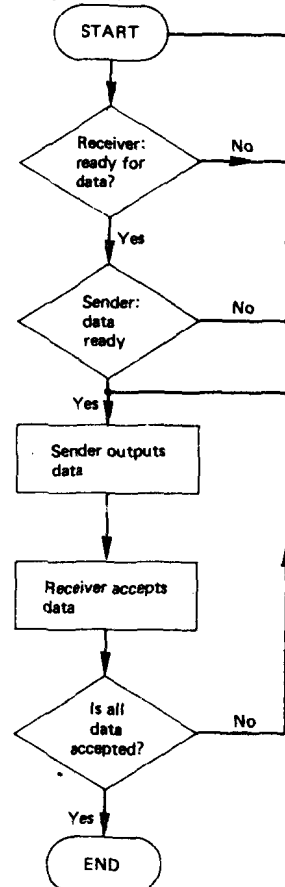 START
Receiver:
ready for
data?
No
Yes
Sender:
data
ready
No
Yes
Sender outputs
data
Receiver accepts
data
Is all
data
accepted?
No
Yes
END